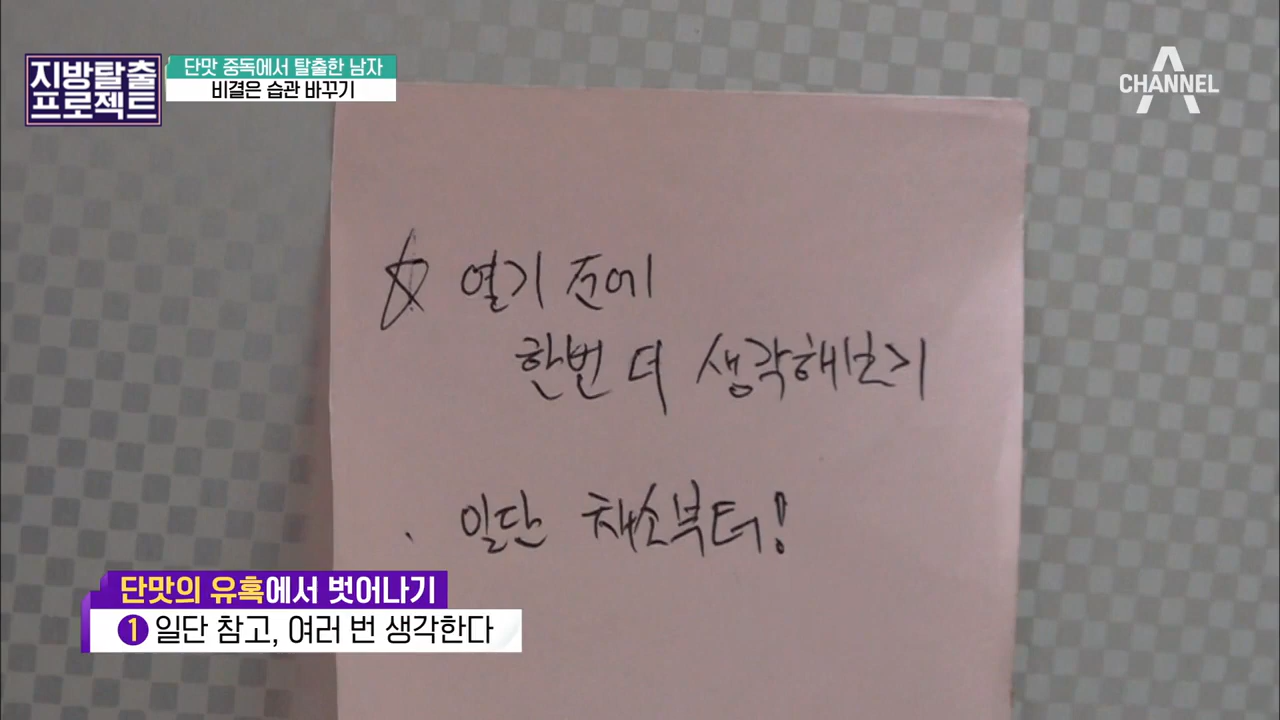 지방탈출
프로젝트
단맛 중독에서 탈출한 남자
비결은 습관 바꾸기
CHANNEL A
☆ 열기 전에
한번 더 생각해보기
. 일단 채소부터!
단맛의 유혹에서 벗어나기
1 일단 참고, 여러 번 생각한다